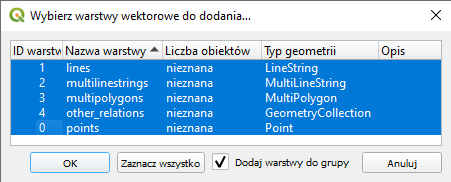 Wybierz warstwy wektorowe do dodania...
ID warstw Nazwa warstwy Liczba obiektów Typ geometrii Opis
1 lines nieznana LineString
2 multilinestrings nieznana MultiLineString
3 multipolygons nieznana MultiPolygon
4 other_relations nieznana GeometryCollection
0 points nieznana Point
OK Zaznacz wszystko Dodaj warstwy do grupy Anuluj